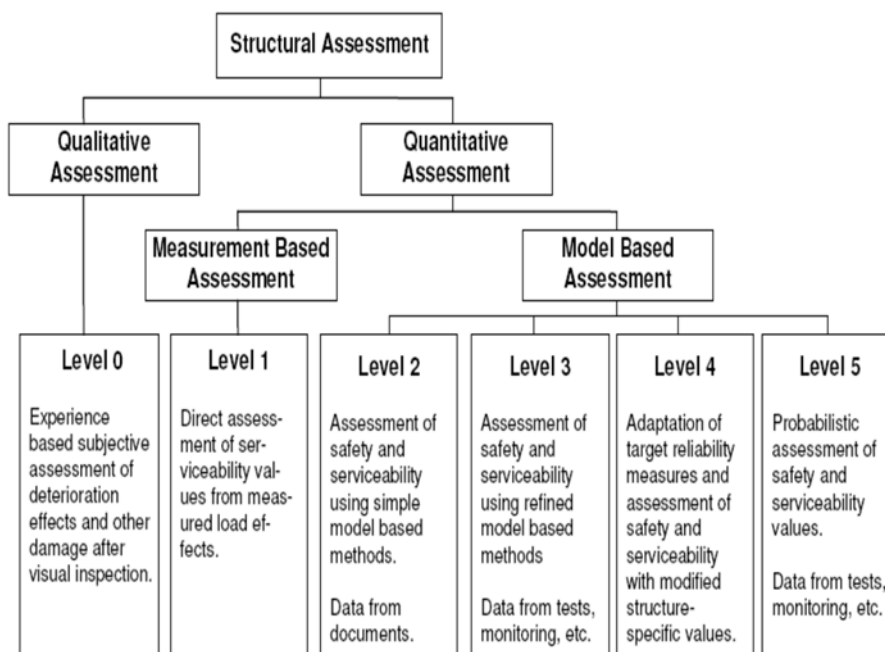 Structural Assessment
Qualitative
Assessment
Quantitative
Assessment
Measurement Based
Assessment
Model Based
Assessment
Level 0
Experience
based subjective
assessment of
deterioration
effects and other
damage after
visual inspection.
Level 1
Direct assess-
ment of ser-
viceability val-
ues from meas-
ured load ef-
fects.
Level 2
Assessment of
safety and
serviceability
using simple
model based
methods.
Data from
documents.
Level 3
Assessment of
safety and
serviceability
using refined
model based
methods
Data from tests,
monitoring, etc.
Level 4
Adaptation of
target reliability
measures and
assessment of
safety and
serviceability
with modified
structure-
specific values.
Level 5
Probabilistic
assessment of
safety and
serviceability
values.
Data from tests,
monitoring, etc.